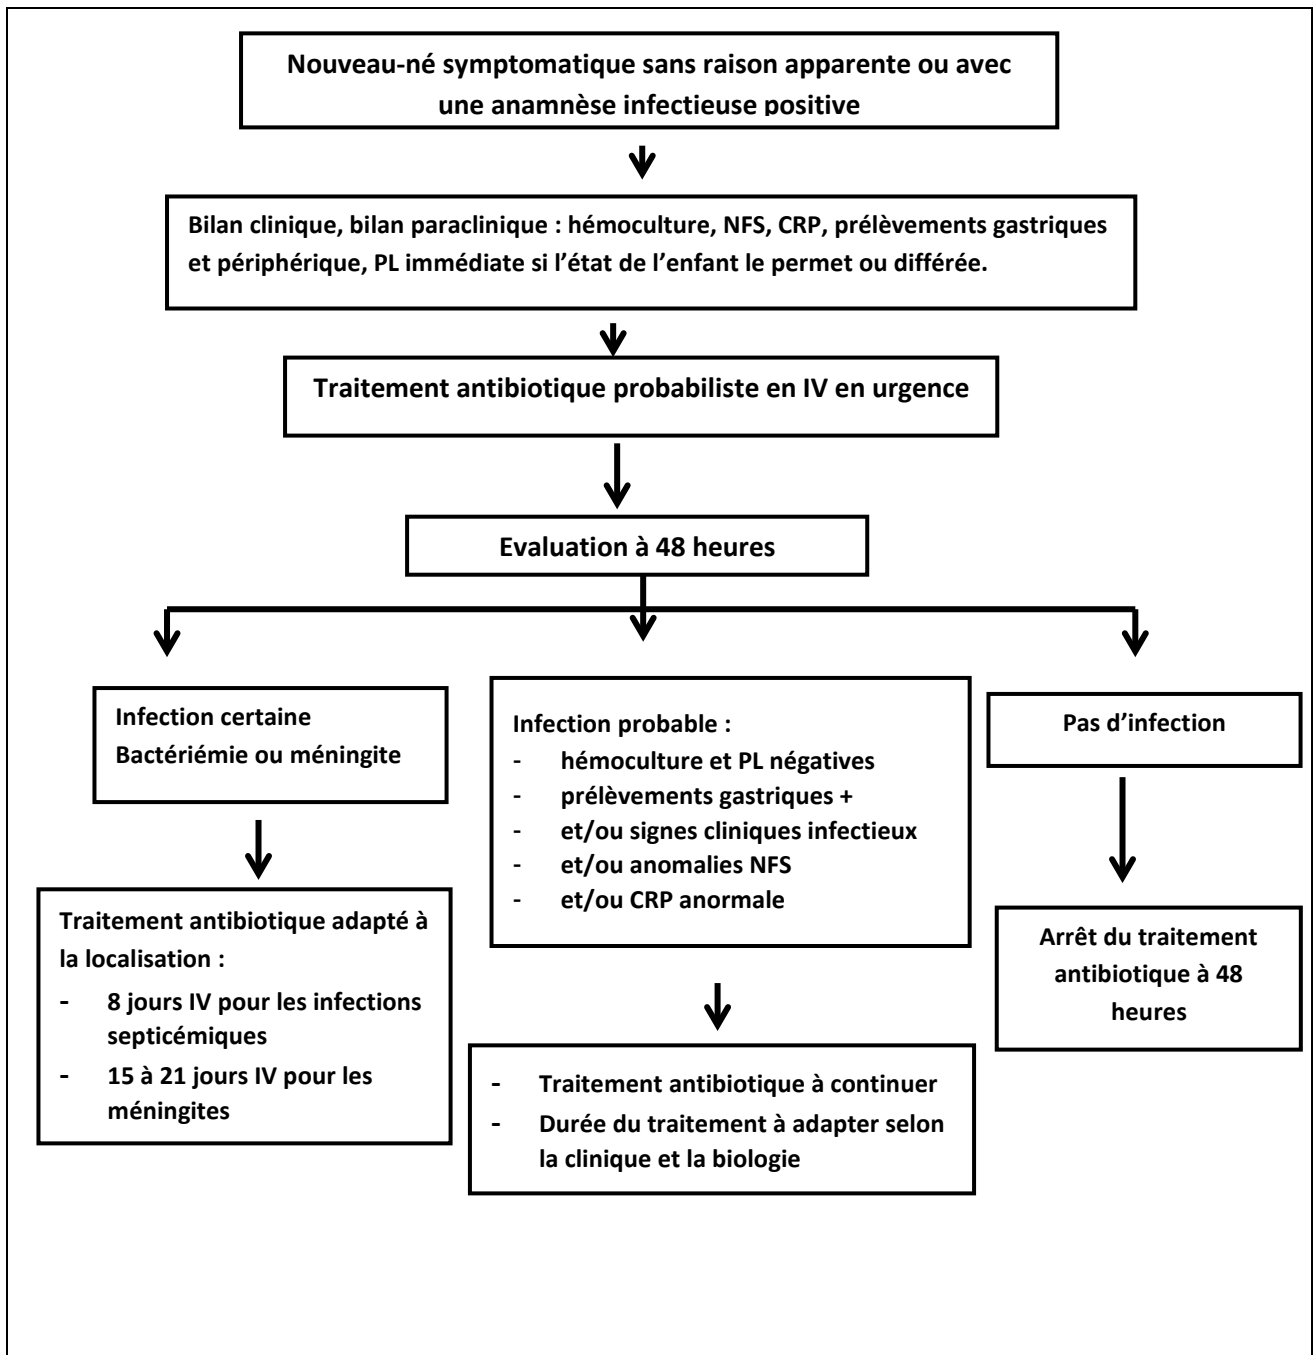 Nouveau-né symptomatique sans raison apparente ou avec
une anamnèse infectieuse positive
Bilan clinique, bilan paraclinique : hémoculture, NFS, CRP, prélèvements gastriques
et périphérique, PL immédiate si l’état de l’enfant le permet ou différée.
Traitement antibiotique probabiliste en IV en urgence
Evaluation à 48 heures
Infection certaine
Bactériémie ou méningite
Traitement antibiotique adapté à
la localisation :
- 8 jours IV pour les infections
septicémiques
- 15 à 21 jours IV pour les
méningites
Infection probable :
- hémoculture et PL négatives
- prélèvements gastriques +
- et/ou signes cliniques infectieux
- et/ou anomalies NFS
- et/ou CRP anormale
- Traitement antibiotique à continuer
- Durée du traitement à adapter selon
la clinique et la biologie
Pas d’infection
Arrêt du traitement
antibiotique à 48
heures